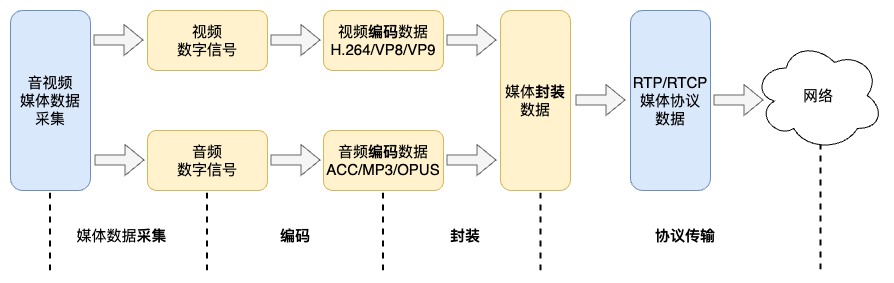 音视频
媒体数据
采集
视频
数字信号
视频编码数据
H.264/VP8/VP9
音频
数字信号
音频编码数据
ACC/MP3/OPUS
媒体封装
数据
RTP/RTCP
媒体协议
数据
网络
媒体数据采集
编码
封装
协议传输